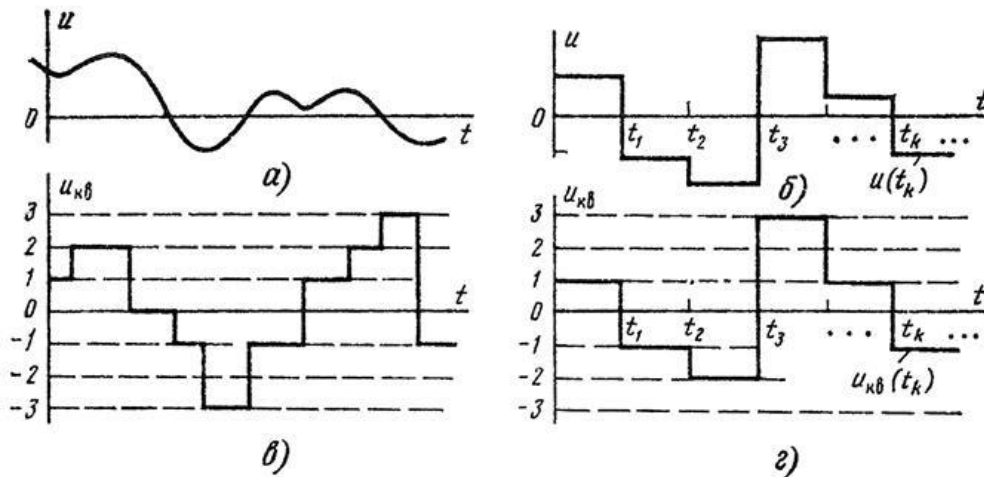 u
0
t
а)
u
0
t₁ t₂ t₃ ... tₖ ...
t
u(tₖ)
б)
uкв
3
2
1
0
-1
-2
-3
t
в)
uкв
3
2
1
0
-1
-2
-3
t₁ t₂ t₃ ... tₖ ...
t
uкв(tₖ)
г)